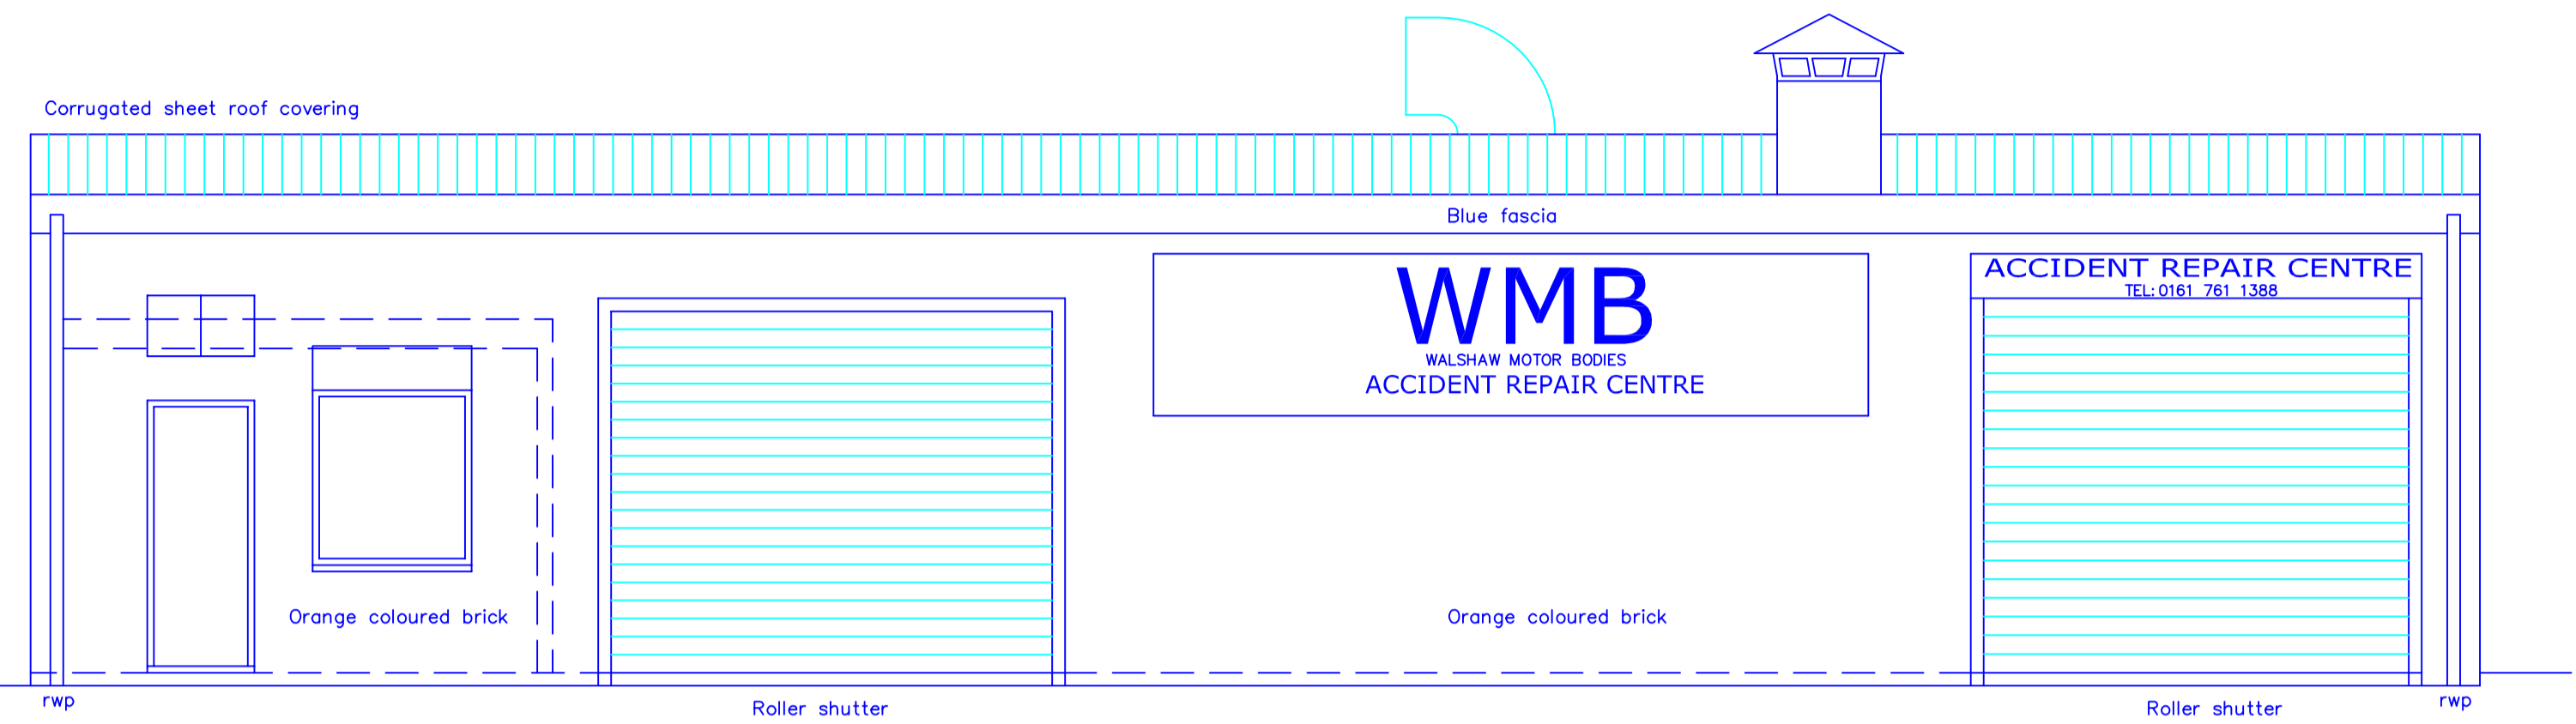 Corrugated sheet roof covering
Blue fascia
WMB
WALSHAW MOTOR BODIES
ACCIDENT REPAIR CENTRE
ACCIDENT REPAIR CENTRE
TEL: 0161 761 1388
Orange coloured brick
Orange coloured brick
rwp
Roller shutter
Roller shutter
rwp